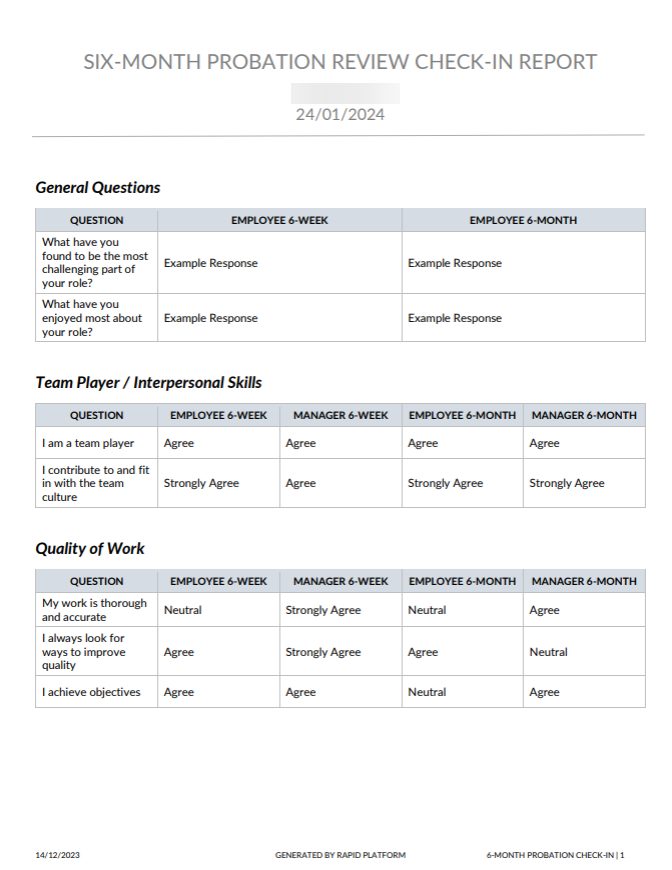 SIX-MONTH PROBATION REVIEW CHECK-IN REPORT
24/01/2024
General Questions
QUESTION EMPLOYEE 6-WEEK EMPLOYEE 6-MONTH
What have you
found to be the most
challenging part of
your role?
Example Response Example Response
What have you
enjoyed most about
your role?
Example Response Example Response
Team Player / Interpersonal Skills
QUESTION EMPLOYEE 6-WEEK MANAGER 6-WEEK EMPLOYEE 6-MONTH MANAGER 6-MONTH
I am a team player Agree Agree Agree Agree
I contribute to and fit
in with the team
culture
Strongly Agree Agree Strongly Agree Strongly Agree
Quality of Work
QUESTION EMPLOYEE 6-WEEK MANAGER 6-WEEK EMPLOYEE 6-MONTH MANAGER 6-MONTH
My work is thorough
and accurate
Neutral Strongly Agree Neutral Agree
I always look for
ways to improve
quality
Agree Strongly Agree Agree Neutral
I achieve objectives Agree Agree Neutral Agree
14/12/2023 GENERATED BY RAPID PLATFORM 6-MONTH PROBATION CHECK-IN | 1